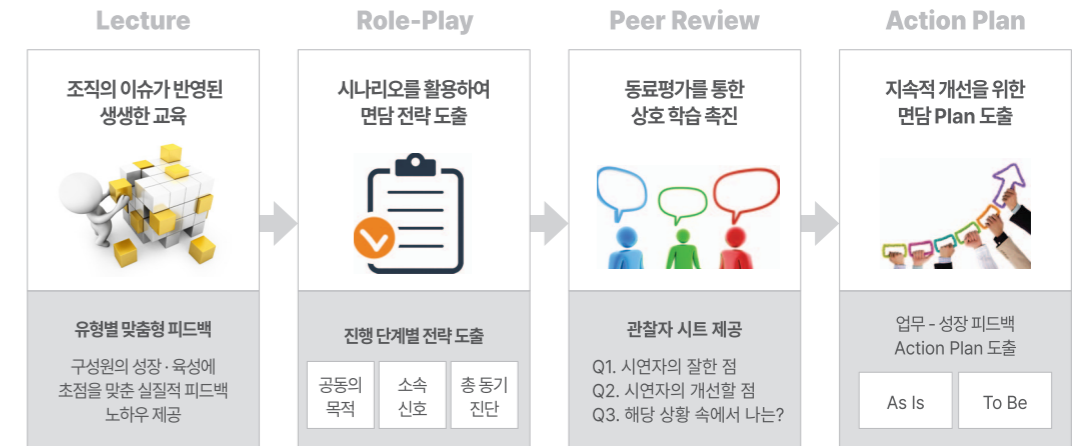 Lecture
조직의 이슈가 반영된
생생한 교육
유형별 맞춤형 피드백
구성원의 성장 · 육성에
초점을 맞춘 실질적 피드백
노하우 제공
Role-Play
시나리오를 활용하여
면담 전략 도출
진행 단계별 전략 도출
공동의
목적
소속
신호
총 동기
진단
Peer Review
동료평가를 통한
상호 학습 촉진
관찰자 시트 제공
Q1. 시연자의 잘한 점
Q2. 시연자의 개선할 점
Q3. 해당 상황 속에서 나는?
Action Plan
지속적 개선을 위한
면담 Plan 도출
업무 - 성장 피드백
Action Plan 도출
As Is
To Be